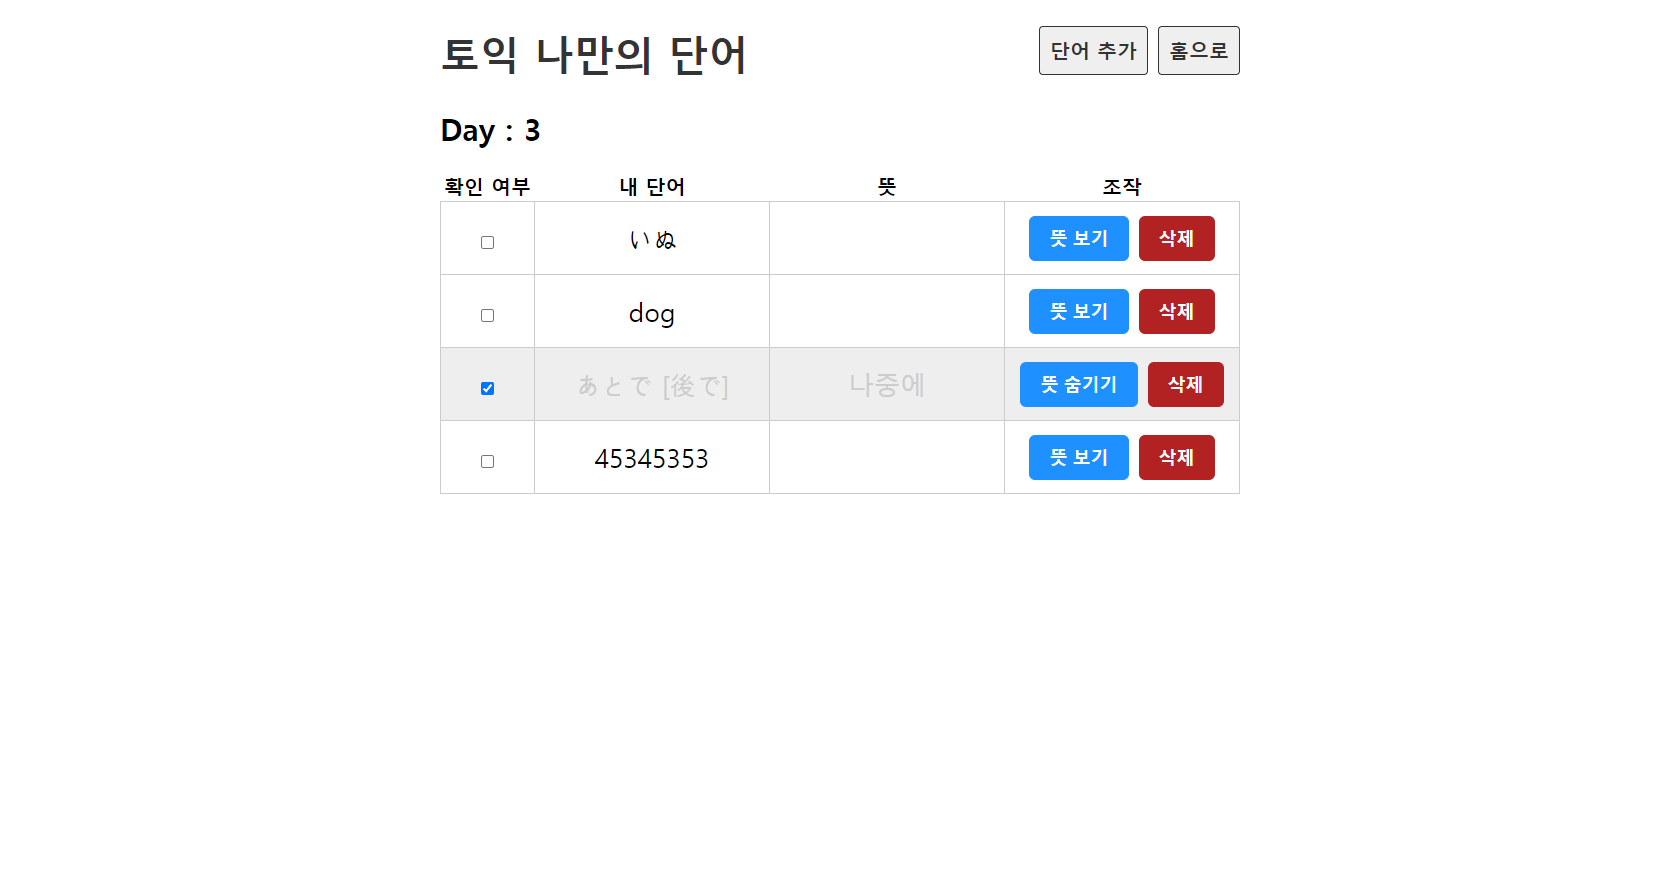 토익 나만의 단어 단어 추가 홈으로
Day : 3
확인 여부 내 단어 뜻 조작
いぬ 뜻 보기 삭제
dog 뜻 보기 삭제
あとで [後で] 나중에 뜻 숨기기 삭제
45345353 뜻 보기 삭제